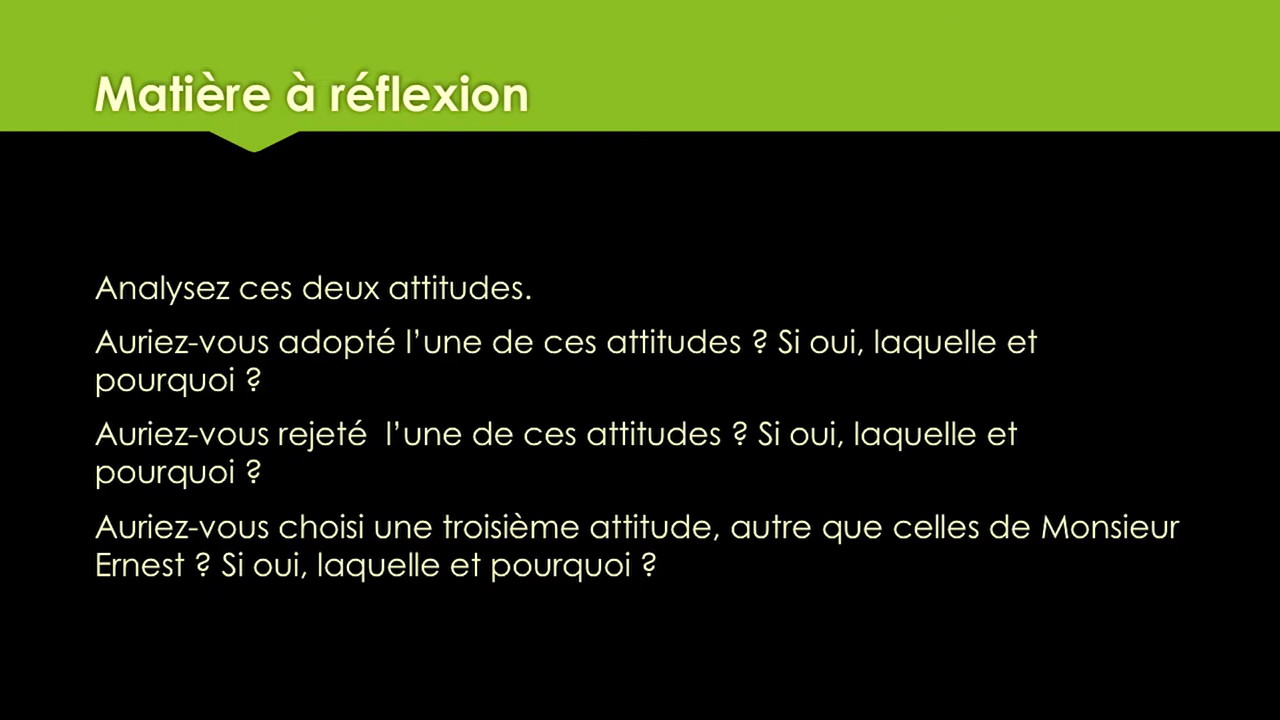 Matière à réflexion
Analysez ces deux attitudes.
Auriez-vous adopté l’une de ces attitudes ? Si oui, laquelle et
pourquoi ?
Auriez-vous rejeté  l’une de ces attitudes ? Si oui, laquelle et
pourquoi ?
Auriez-vous choisi une troisième attitude, autre que celles de Monsieur
Ernest ? Si oui, laquelle et pourquoi ?